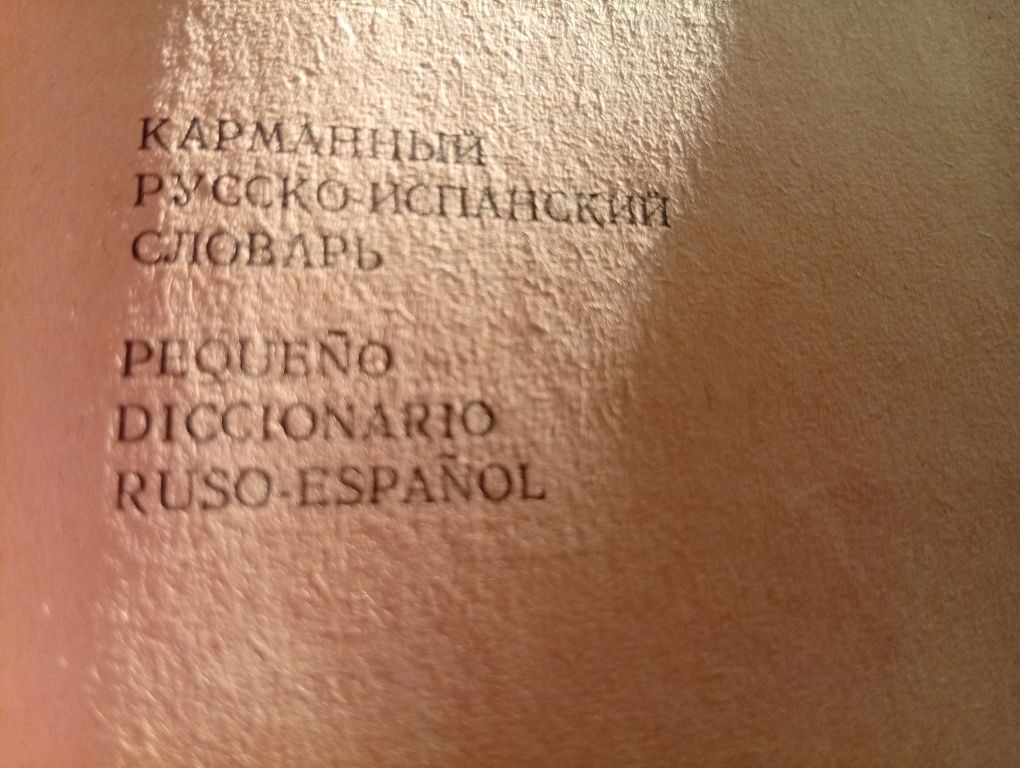 КАРМАННЫЙ
РУССКО-ИСПАНСКИЙ
СЛОВАРЬ
PEQUEÑO
DICCIONARIO
RUSO-ESPAÑOL